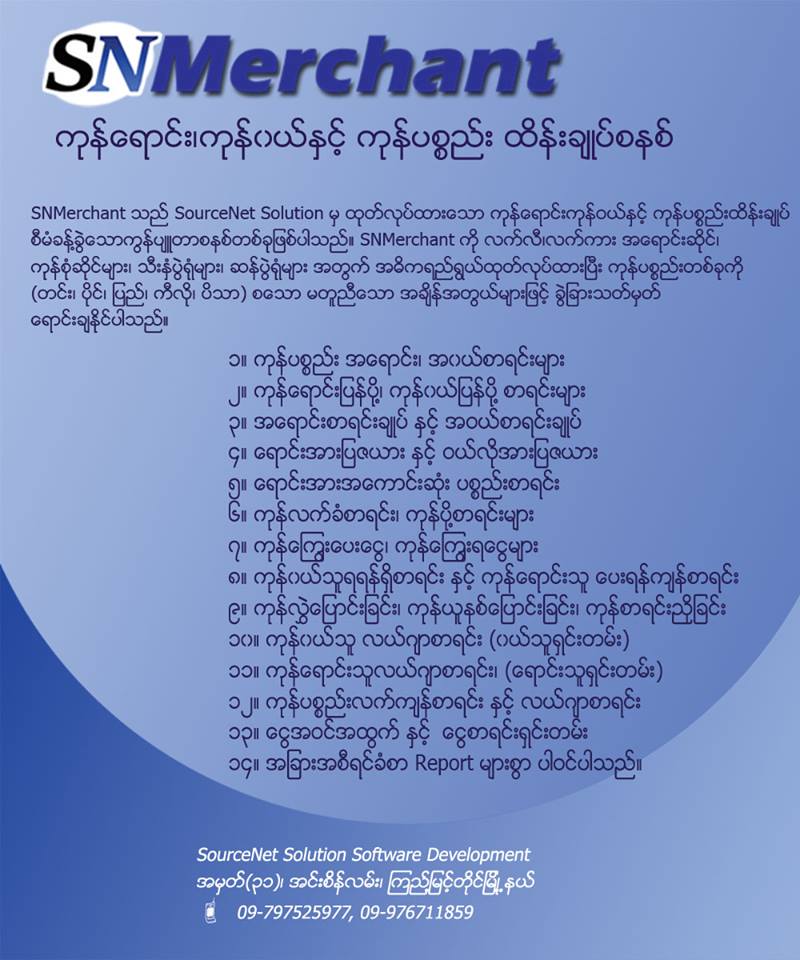 SNMerchant
ကုန်ရောင်း၊ကုန်ဝယ်နှင့် ကုန်ပစ္စည်း ထိန်းချုပ်စနစ်
SNMerchant သည် SourceNet Solution မှ ထုတ်လုပ်ထားသော ကုန်ရောင်းကုန်ဝယ်နှင့် ကုန်ပစ္စည်းထိန်းချုပ်
စီမံခန့်ခွဲသောကွန်ပျူတာစနစ်တစ်ခုဖြစ်ပါသည်။ SNMerchant ကို လက်လီ၊လက်ကား အရောင်းဆိုင်၊
ကုန်စုံဆိုင်များ၊ သီးနှံပွဲရုံများ၊ ဆန်ပွဲရုံများ အတွက် အဓိကရည်ရွယ်ထုတ်လုပ်ထားပြီး ကုန်ပစ္စည်းတစ်ခုကို
(တင်း၊ ပိုင်၊ ပြည်၊ ကီလို၊ ပိသာ) စသော မတူညီသော အချိန်အတွယ်များဖြင့် ခွဲခြားသတ်မှတ်
ရောင်းချနိုင်ပါသည်။
၁။ ကုန်ပစ္စည်း အရောင်း၊ အဝယ်စာရင်းများ
၂။ ကုန်ရောင်းပြန်ပို့၊ ကုန်ဝယ်ပြန်ပို့ စာရင်းများ
၃။ အရောင်းစာရင်းချုပ် နှင့် အဝယ်စာရင်းချုပ်
၄။ ရောင်းအားပြဇယား နှင့် ဝယ်လိုအားပြဇယား
၅။ ရောင်းအားအကောင်းဆုံး ပစ္စည်းစာရင်း
၆။ ကုန်လက်ခံစာရင်း၊ ကုန်ပို့စာရင်းများ
၇။ ကုန်ကြွေးပေးငွေ၊ ကုန်ကြွေးရငွေများ
၈။ ကုန်ဝယ်သူရရန်ရှိစာရင်း နှင့် ကုန်ရောင်းသူ ပေးရန်ကျန်စာရင်း
၉။ ကုန်လွှဲပြောင်းခြင်း၊ ကုန်ယူနစ်ပြောင်းခြင်း၊ ကုန်စာရင်းညှိခြင်း
၁၀။ ကုန်ဝယ်သူ လယ်ဂျာစာရင်း (ဝယ်သူရှင်းတမ်း)
၁၁။ ကုန်ရောင်းသူလယ်ဂျာစာရင်း၊ (ရောင်းသူရှင်းတမ်း)
၁၂။ ကုန်ပစ္စည်းလက်ကျန်စာရင်း နှင့် လယ်ဂျာစာရင်း
၁၃။ ငွေအဝင်အထွက် နှင့် ငွေစာရင်းရှင်းတမ်း
၁၄။ အခြားအစီရင်ခံစာ Report များစွာ ပါဝင်ပါသည်။
SourceNet Solution Software Development
အမှတ်(၃၁)၊ အင်းစိန်လမ်း၊ ကြည့်မြင့်တိုင်မြို့နယ်
09-797525977, 09-976711859